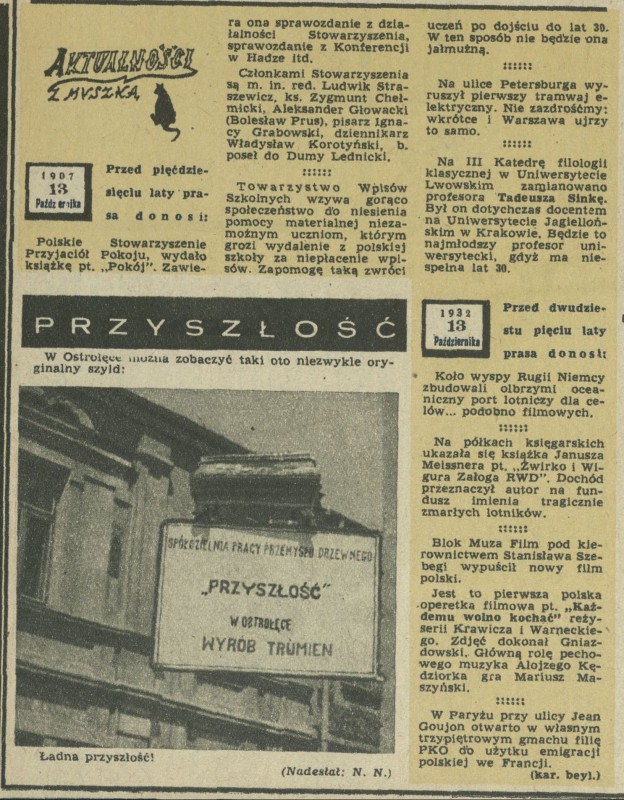 AKTUALNOŚCI
Z MYSZKĄ
1907
13
Października
Przed pięćdzie-
sięciu laty pra-
sa donosi:
Polskie Stowarzyszenie
Przyjaciół Pokoju, wydało
książkę pt. „Pokój”. Zawie-
ra ona sprawozdanie z dzia-
łalności Stowarzyszenia,
sprawozdanie z Konferencji
w Hadze itd.
Członkami Stowarzyszenia
są m. in. red. Ludwik Stra-
szewicz, ks. Zygmunt Cheł-
micki, Aleksander Głowacki
(Bolesław Prus), pisarz Igna-
cy Grabowski, dziennikarz
Władysław Korotyński, b.
poseł do Dumy Lednicki.
::::::
Towarzystwo Wpisów
Szkolnych wzywa gorąco
społeczeństwo do niesienia
pomocy materialnej nieza-
możnym uczniom, którym
grozi wydalenie z polskiej
szkoły za niepłacenie wpi-
sów. Zapomogę taką zwróci
uczeń po dojściu do lat 30.
W ten sposób nie będzie ona
jałmużną.
::::::
Na ulice Petersburga wy-
ruszył pierwszy tramwaj e-
lektryczny. Nie zazdrośćmy:
wkrótce i Warszawa ujrzy
to samo.
::::::
Na III Katedrę filologii
klasycznej w Uniwersytecie
Lwowskim zamianowano
profesora Tadeusza Sinkę.
Był on dotychczas docentem
na Uniwersytecie Jagielloń-
skim w Krakowie. Będzie to
najmłodszy profesor uni-
wersytecki, gdyż ma nie-
spełna lat 30.
1932
13
Października
Przed dwudzie-
stu pięciu laty
prasa donosi:
Koło wyspy Rugii Niemcy
zbudowali olbrzymi ocea-
niczny port lotniczy dla ce-
lów... podobno filmowych.
::::::
Na półkach księgarskich
ukazała się książka Janusza
Meissnera pt. „Żwirko i Wi-
gura Załoga RWD”. Dochód
przeznaczył autor na fun-
dusz imienia tragicznie
zmarłych lotników.
::::::
Blok Muza Film pod kie-
rownictwem Stanisława Sze-
begi wypuścił nowy film
polski.
Jest to pierwsza polska
operetka filmowa pt. „Każ-
demu wolno kochać” reży-
serii Krawicza i Warneckie-
go. Zdjęć dokonał Gniaz-
dowski. Główną rolę pecho-
wego muzyka Alojzego Kę-
dziorka gra Mariusz Ma-
szyński.
::::::
W Paryżu przy ulicy Jean
Goujon otwarto w własnym
trzypiętrowym gmachu filię
PKO do użytku emigracji
polskiej we Francji.
(kar. beyl.)
PRZYSZŁOŚĆ
W Ostrołęce można zobaczyć taki oto niezwykle ory-
ginalny szyld:
SPÓŁDZIELNIA PRACY PRZEMYSŁU DRZEWNEGO
„PRZYSZŁOŚĆ”
W OSTROŁĘCE
WYRÓB TRUMIEN
Ładna przyszłość!
(Nadesłał: N. N.)